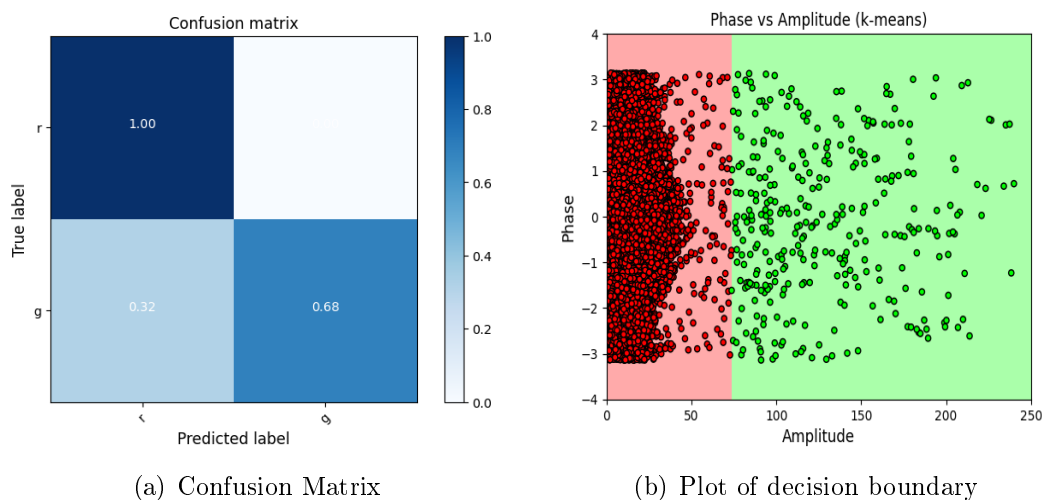 Confusion matrix
r
g
True label
1.00
0.32
0.68
r
g
Predicted label
1.0
0.8
0.6
0.4
0.2
0.0
(a) Confusion Matrix
Phase vs Amplitude (k-means)
Phase
4
3
2
1
0
−1
−2
−3
−4
0
50
100
150
200
250
Amplitude
(b) Plot of decision boundary